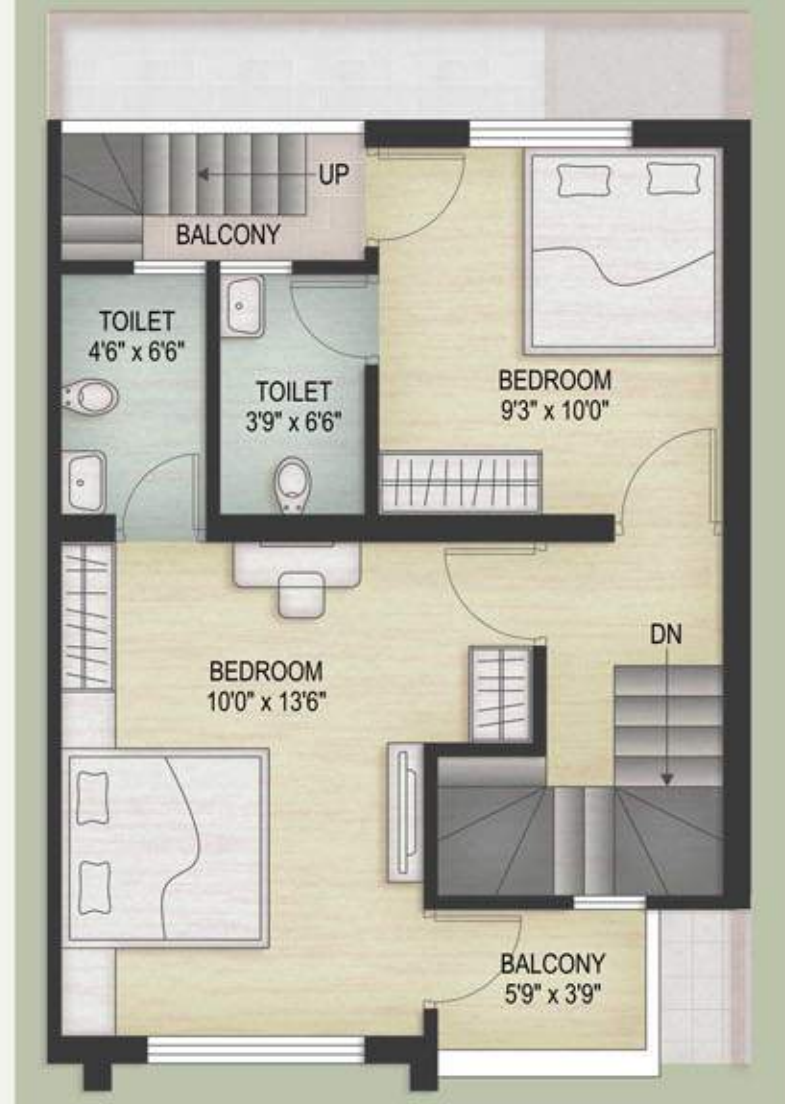 UP
BALCONY
TOILET
4'6" x 6'6"
TOILET
3'9" x 6'6"
BEDROOM
9'3" x 10'0"
DN
BEDROOM
10'0" x 13'6"
BALCONY
5'9" x 3'9"